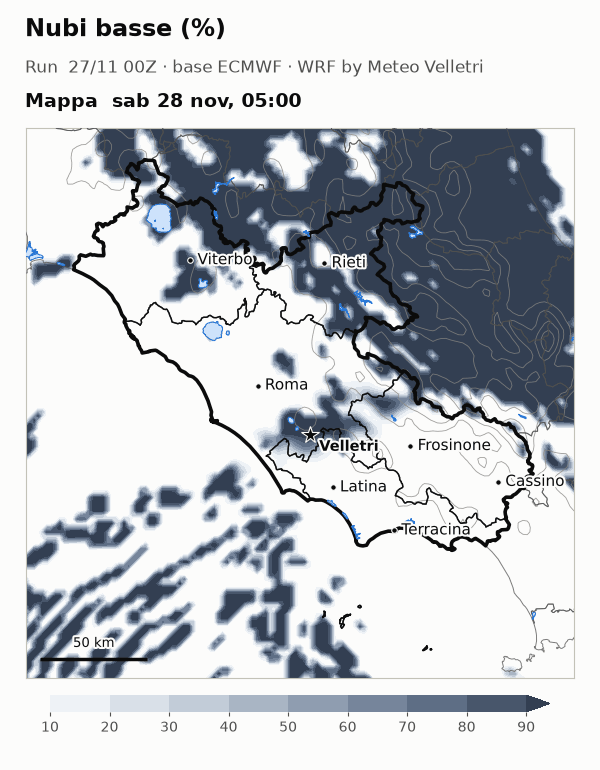 Nubi basse (%)
Run  27/11 00Z · base ECMWF · WRF by Meteo Velletri
Mappa  sab 28 nov, 05:00
Viterbo
Rieti
Roma
Velletri
Frosinone
Latina
Cassino
Terracina
50 km
10 20 30 40 50 60 70 80 90